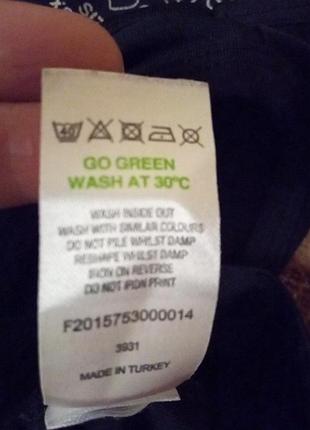 40
GO GREEN
WASH AT 30°C
WASH INSIDE OUT
WASH WITH SIMILAR COLOURS
DO NOT PILE WHILST DAMP
RESHAPE WHILST DAMP
IRON ON REVERSE
DO NOT IRON PRINT
F2015753000014
3931
MADE IN TURKEY